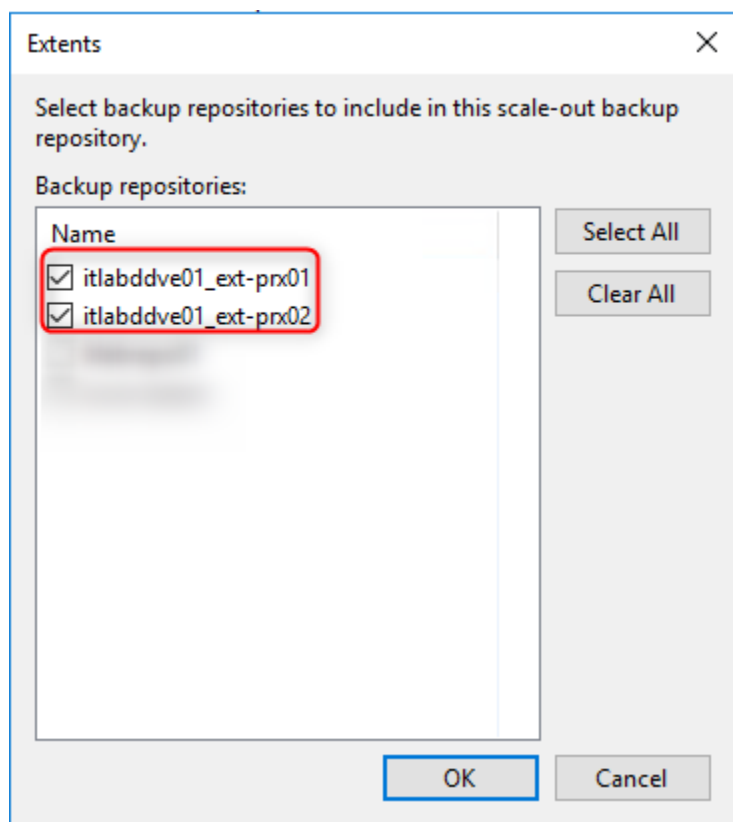 Extents
Select backup repositories to include in this scale-out backup
repository.
Backup repositories:
Name
Select All
itlabddve01_ext-prx01
Clear All
itlabddve01_ext-prx02
OK
Cancel